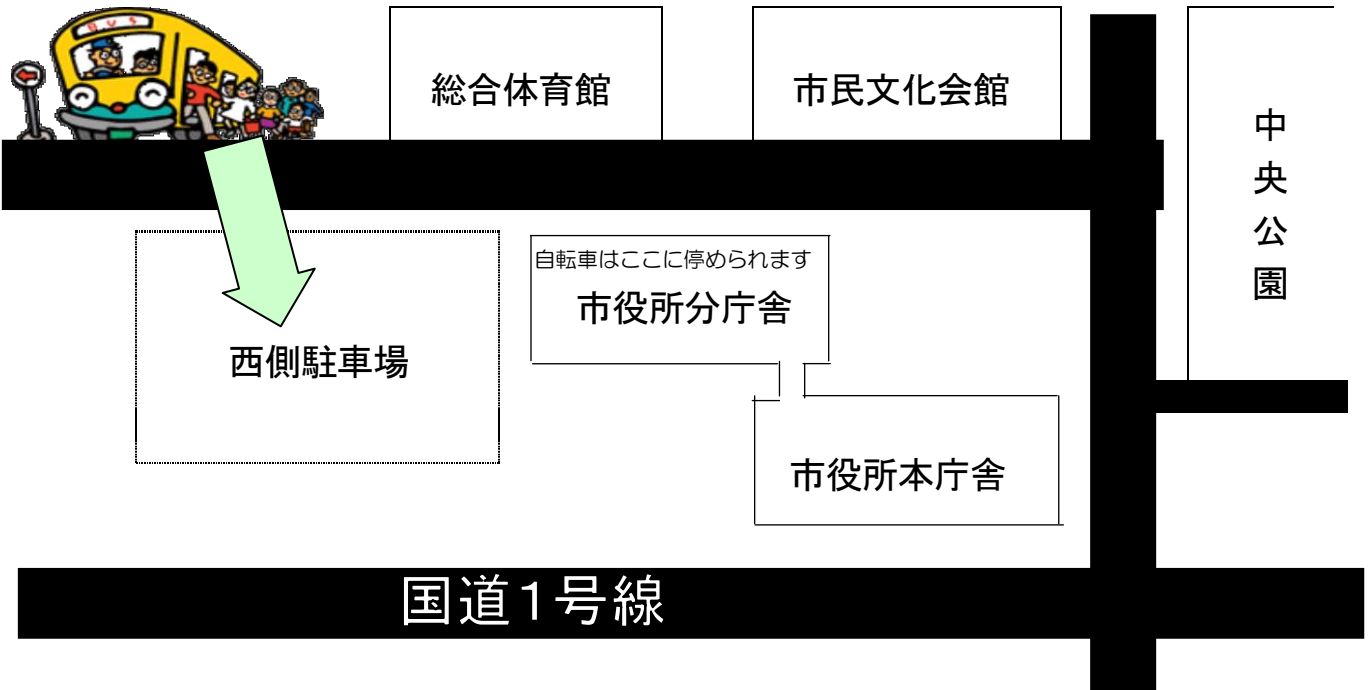 BUS
総合体育館
市民文化会館
中央公園
自転車はここに停められます
市役所分庁舎
西側駐車場
市役所本庁舎
国道1号線